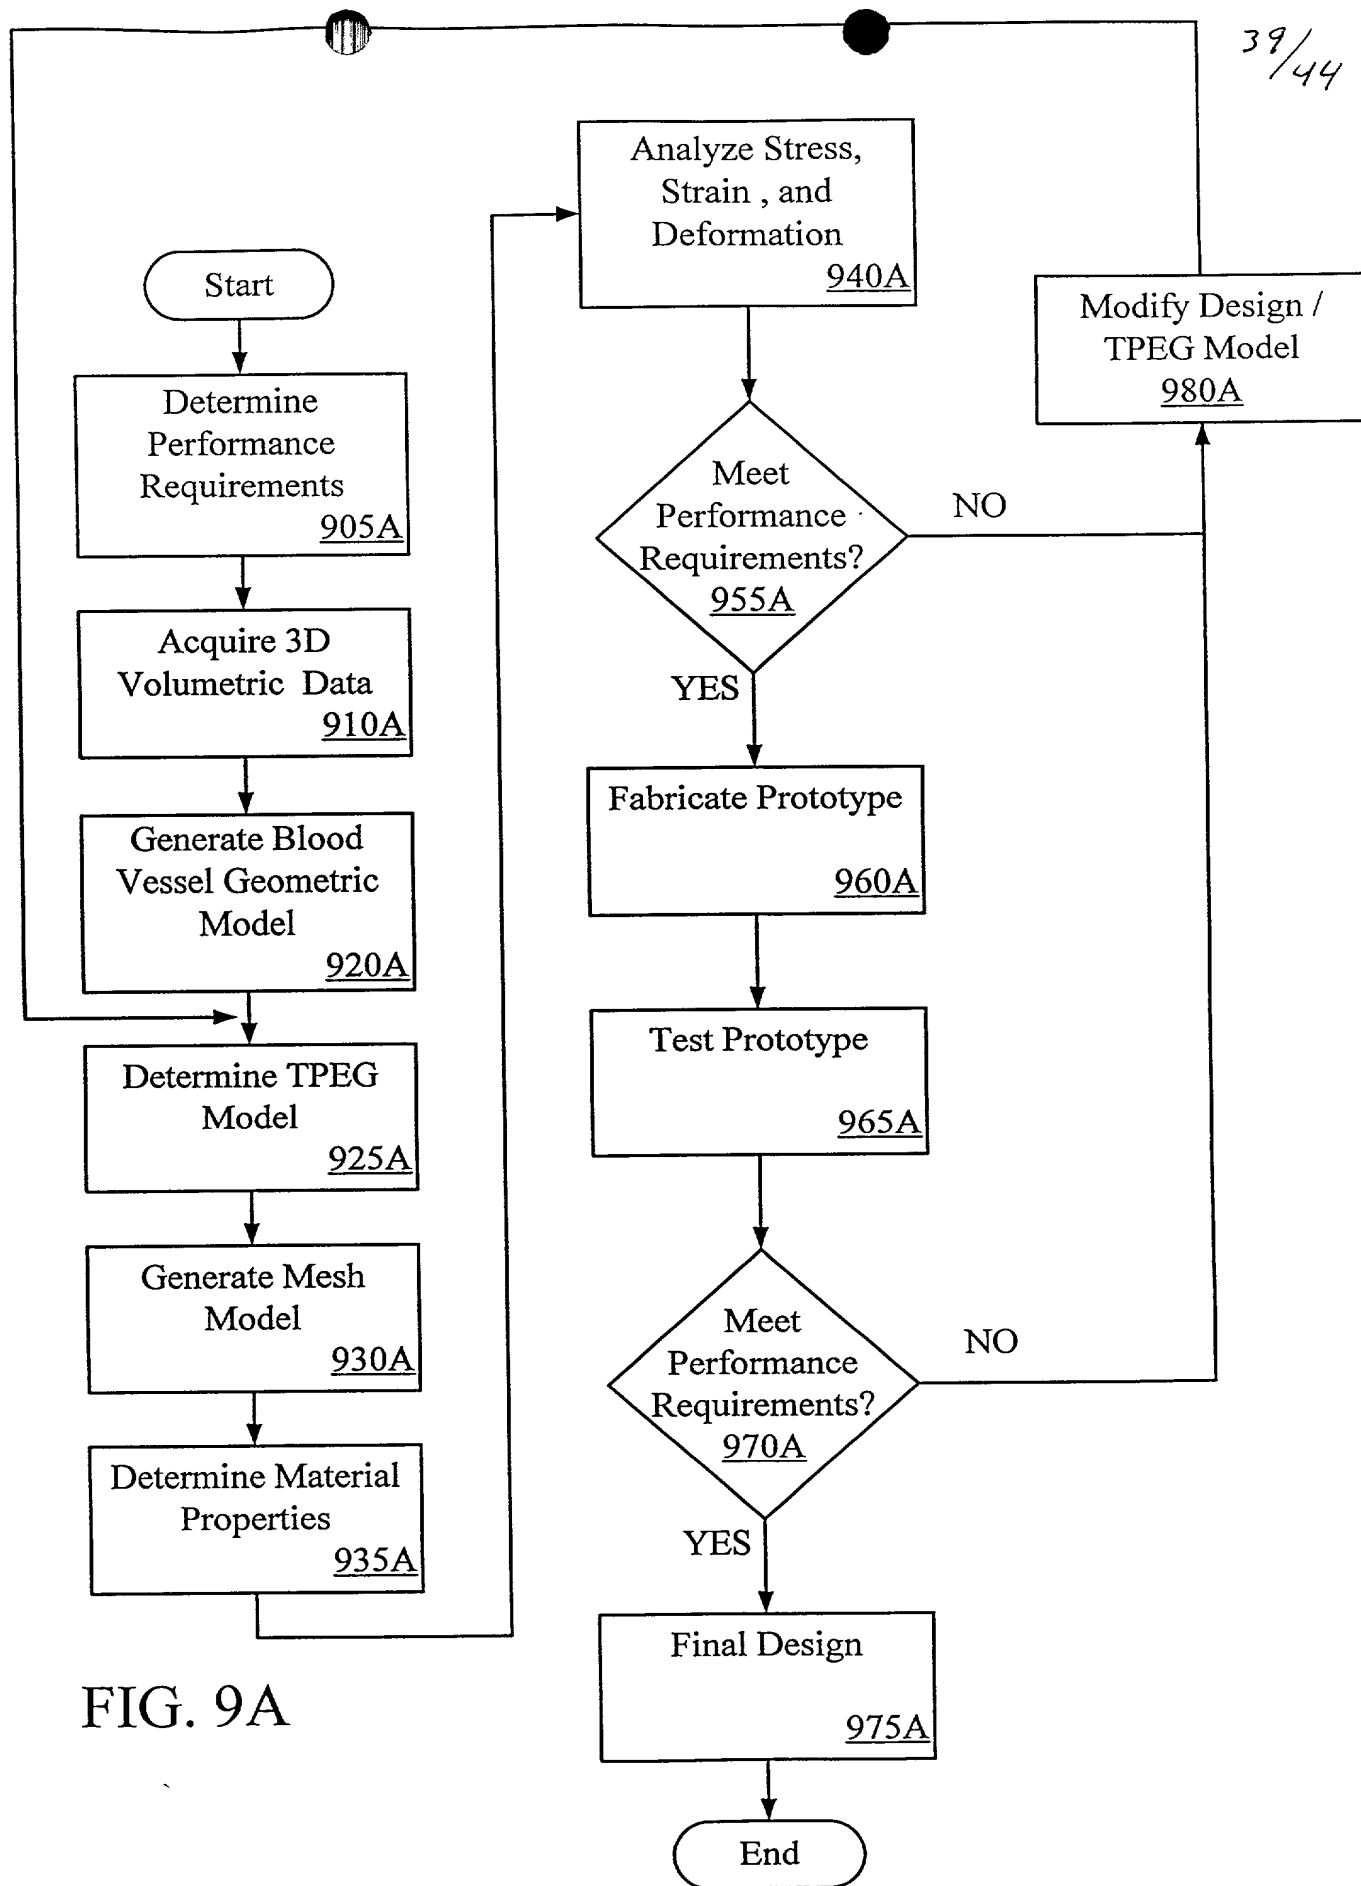 39/44
Start
Determine
Performance
Requirements
905A
Acquire 3D
Volumetric Data
910A
Generate Blood
Vessel Geometric
Model
920A
Determine TPEG
Model
925A
Generate Mesh
Model
930A
Determine Material
Properties
935A
Analyze Stress,
Strain , and
Deformation
940A
Meet
Performance
Requirements?
955A
NO
YES
Fabricate Prototype
960A
Test Prototype
965A
Meet
Performance
Requirements?
970A
NO
YES
Final Design
975A
End
Modify Design /
TPEG Model
980A
FIG. 9A